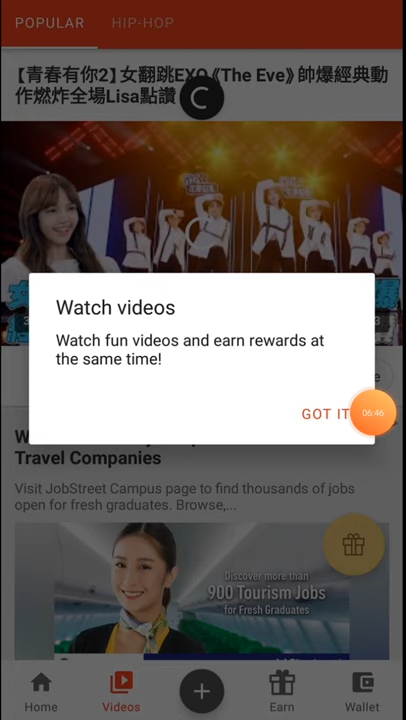 POPULAR
HIP-HOP
【青春有你2】女翻跳EXO《The Eve》帥爆經典動
作燃炸全場Lisa點讚
Watch videos
Watch fun videos and earn rewards at
the same time!
GOT IT
06:46
Travel Companies
Visit JobStreet Campus page to find thousands of jobs
open for fresh graduates. Browse,...
Discover more than
900 Tourism Jobs
for Fresh Graduates
Home
Videos
Earn
Wallet